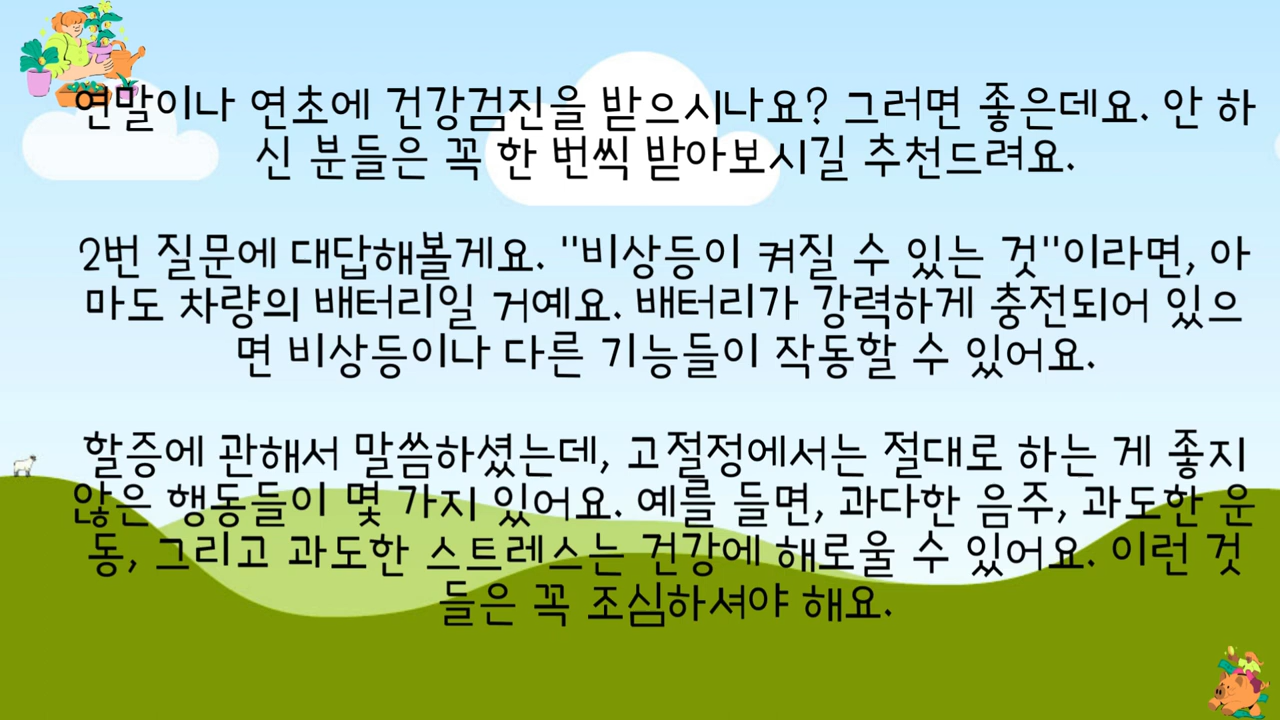 연말이나 연초에 건강검진을 받으시나요? 그러면 좋은데요. 안 하
신 분들은 꼭 한 번씩 받아보시길 추천드려요.
2번 질문에 대답해볼게요. "비상등이 켜질 수 있는 것"이라면, 아
마도 차량의 배터리일 거예요. 배터리가 강력하게 충전되어 있으
면 비상등이나 다른 기능들이 작동할 수 있어요.
할증에 관해서 말씀하셨는데, 고절정에서는 절대로 하는 게 좋지
않은 행동들이 몇 가지 있어요. 예를 들면, 과다한 음주, 과도한 운
동, 그리고 과도한 스트레스는 건강에 해로울 수 있어요. 이런 것
들은 꼭 조심하셔야 해요.